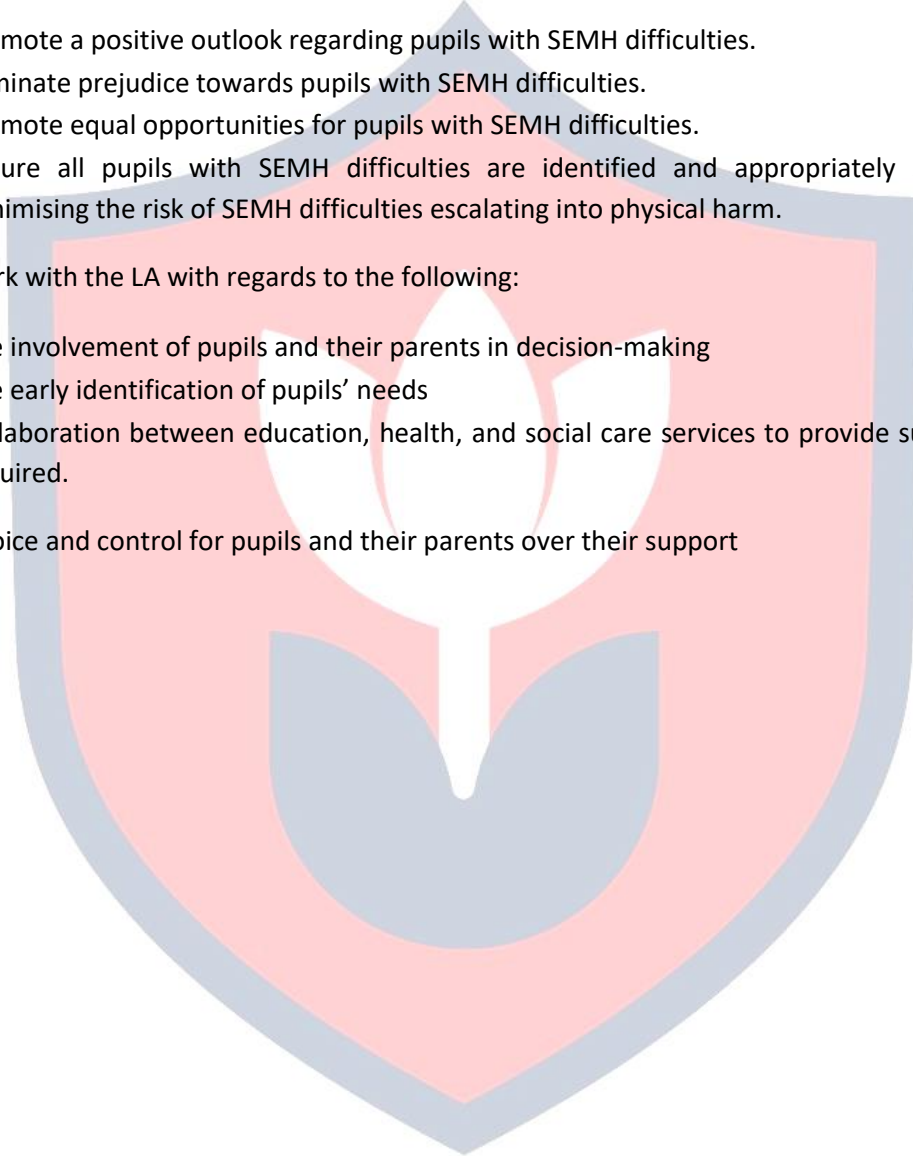 mote a positive outlook regarding pupils with SEMH difficulties.
minate prejudice towards pupils with SEMH difficulties.
mote equal opportunities for pupils with SEMH difficulties.
ure all pupils with SEMH difficulties are identified and appropriately
nimising the risk of SEMH difficulties escalating into physical harm.
rk with the LA with regards to the following:
e involvement of pupils and their parents in decision-making
e early identification of pupils’ needs
laboration between education, health, and social care services to provide su
uired.
oice and control for pupils and their parents over their support